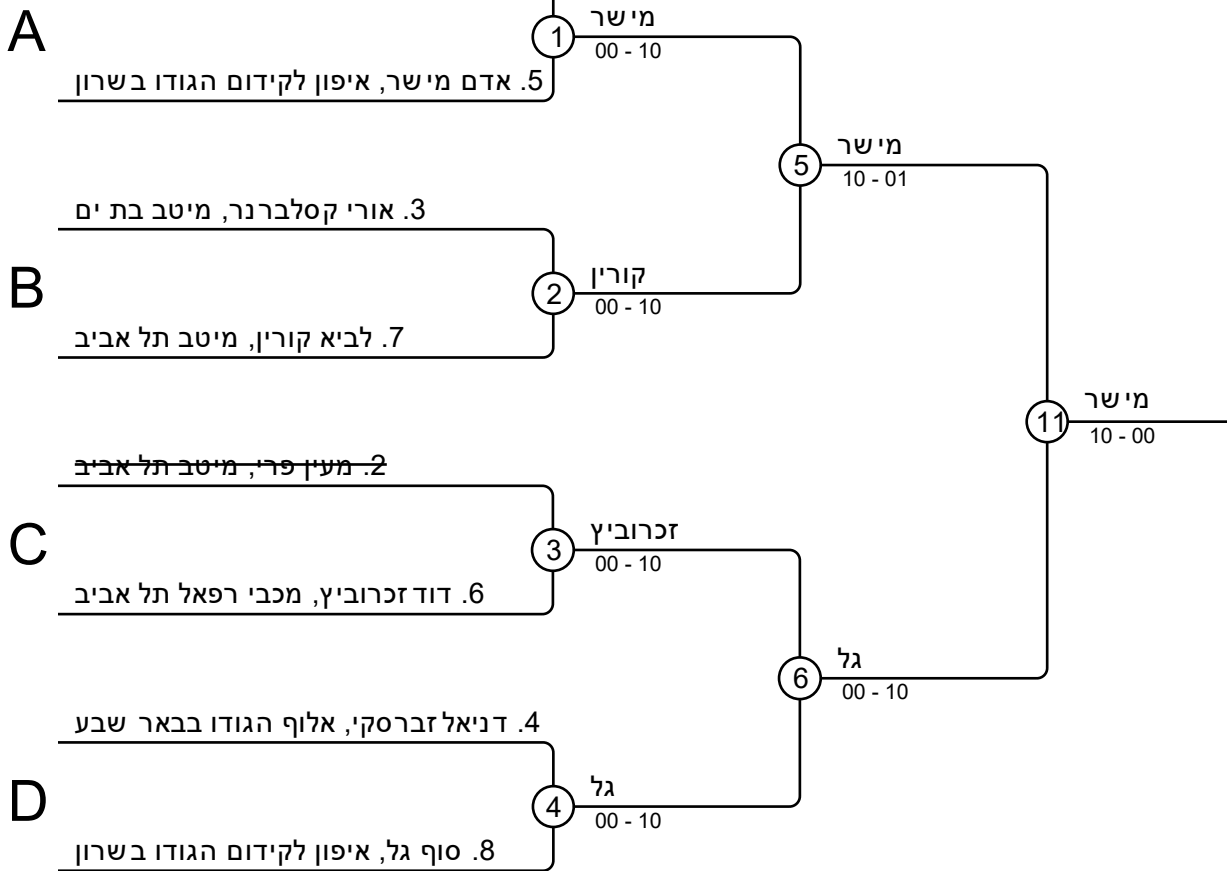 A
1
מישר
00 - 10
5. אדם מישר, איפון לקידום הגודו בשרון
5
מישר
10 - 01
3. אורי קסלברנר, מיטב בת ים
B
2
קורין
00 - 10
7. לביא קורין, מיטב תל אביב
11
מישר
10 - 00
2. מעין פרי, מיטב תל אביב
C
3
זכרוביץ
00 - 10
6. דוד זכרוביץ, מכבי רפאל תל אביב
6
גל
00 - 10
4. דניאל זברסקי, אלוף הגודו בבאר שבע
D
4
גל
00 - 10
8. סוף גל, איפון לקידום הגודו בשרון